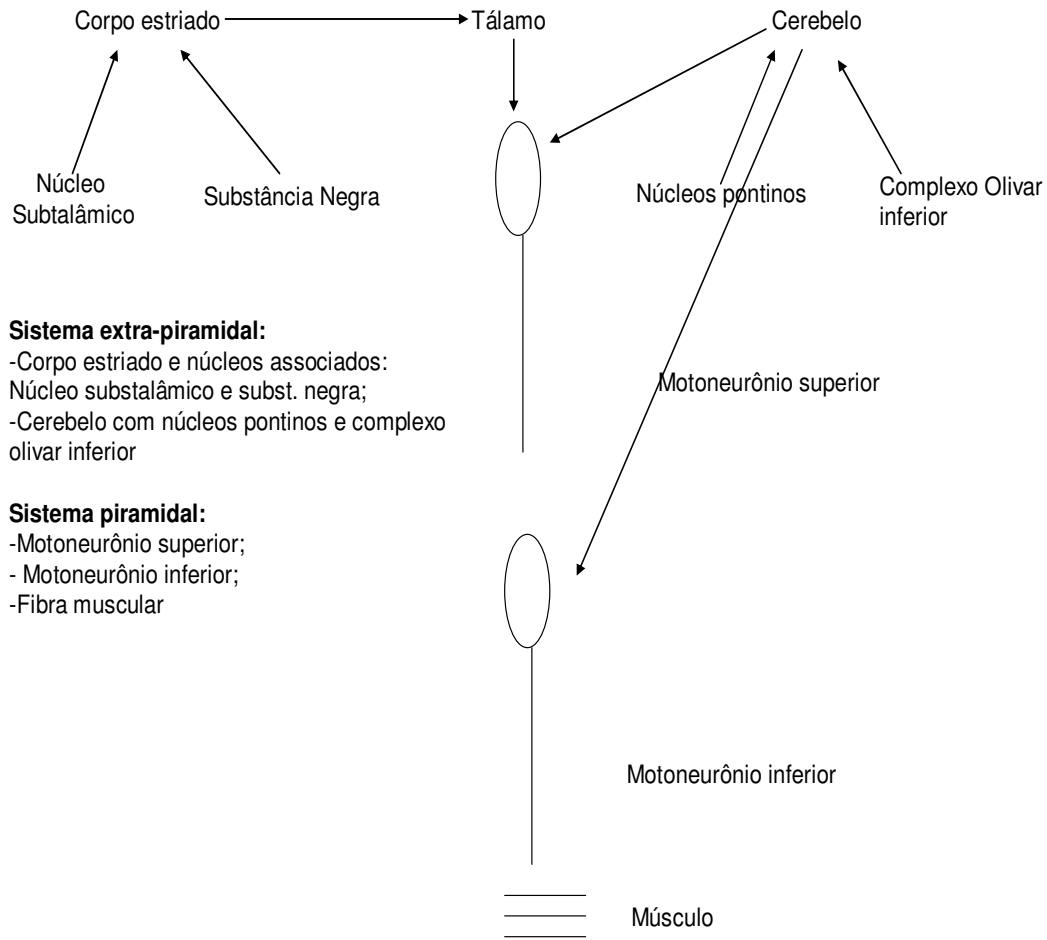 Corpo estriado
Tálamo
Cerebelo
Núcleo
Subtalâmico
Substância Negra
Núcleos pontinos
Complexo Olivar
inferior
Sistema extra-piramidal:
-Corpo estriado e núcleos associados:
Núcleo substalâmico e subst. negra;
-Cerebelo com núcleos pontinos e complexo
olivar inferior
Motoneurônio superior
Sistema piramidal:
-Motoneurônio superior;
- Motoneurônio inferior;
-Fibra muscular
Motoneurônio inferior
Músculo